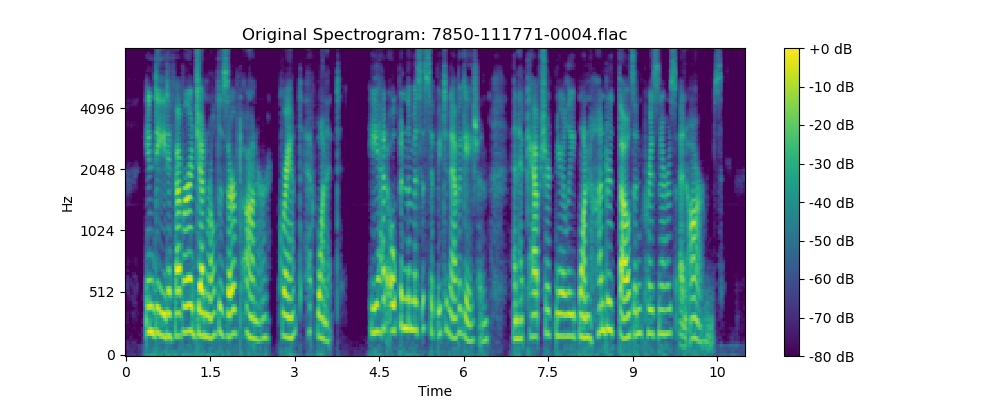 Original Spectrogram: 7850-111771-0004.flac
Hz
4096
2048
1024
512
0
0 1.5 3 4.5 6 7.5 9 10
Time
+0 dB
-10 dB
-20 dB
-30 dB
-40 dB
-50 dB
-60 dB
-70 dB
-80 dB